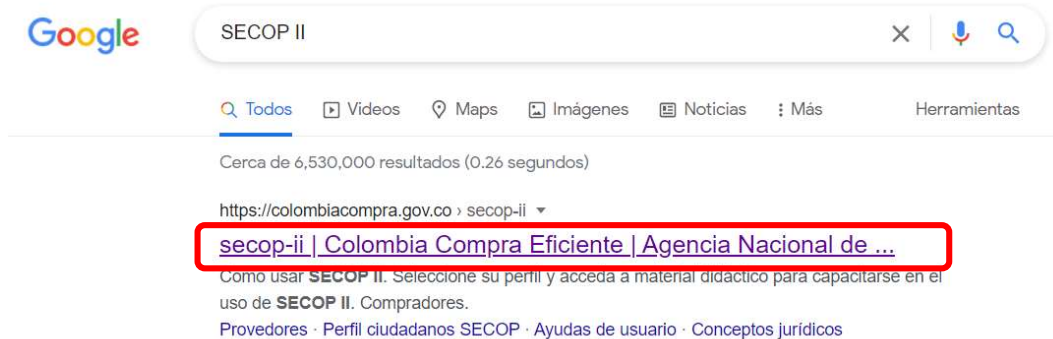 Google
SECOP II
Todos Videos Maps Imágenes Noticias Más Herramientas
Cerca de 6,530,000 resultados (0.26 segundos)
https://colombiacompra.gov.co › secop-ii
secop-ii | Colombia Compra Eficiente | Agencia Nacional de ...
Como usar SECOP II. Seleccione su perfil y acceda a material didáctico para capacitarse en el
uso de SECOP II. Compradores.
Provedores · Perfil ciudadanos SECOP · Ayudas de usuario · Conceptos jurídicos